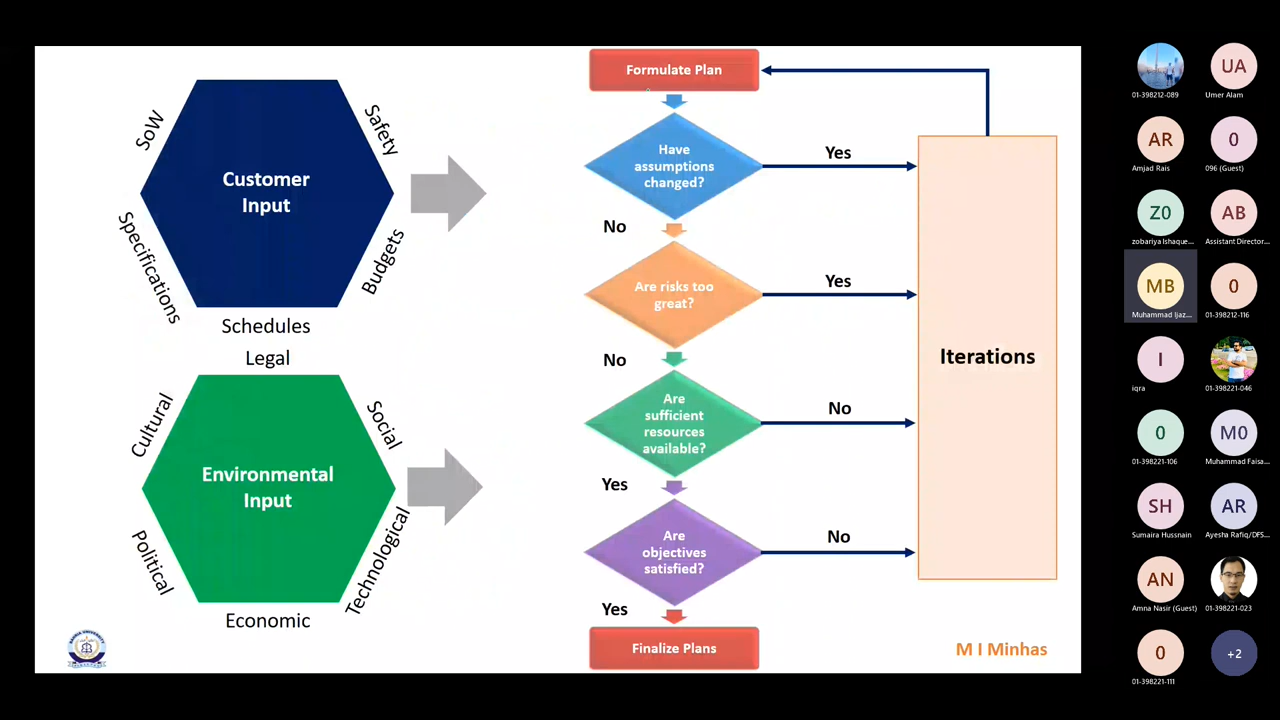 SoW
Safety
Customer
Input
Specifications
Budgets
Schedules
Legal
Cultural
Social
Environmental
Input
Political
Technological
Economic
Formulate Plan
Have
assumptions
changed?
Yes
No
Are risks too
great?
Yes
No
Are
sufficient
resources
available?
No
Yes
Are
objectives
satisfied?
No
Yes
Finalize Plans
Iterations
M I Minhas
01-398212-089
UA
Umer Alam
AR
Amjad Rais
0
096 (Guest)
Z0
zobariya Ishaque...
AB
Assistant Director...
MB
Muhammad Ijaz...
0
01-398212-116
I
iqra
01-398221-046
0
01-398221-106
M0
Muhammad Faisa...
SH
Sumaira Hussnain
AR
Ayesha Rafiq/DFS...
AN
Amna Nasir (Guest)
01-398221-023
0
01-398221-111
+2